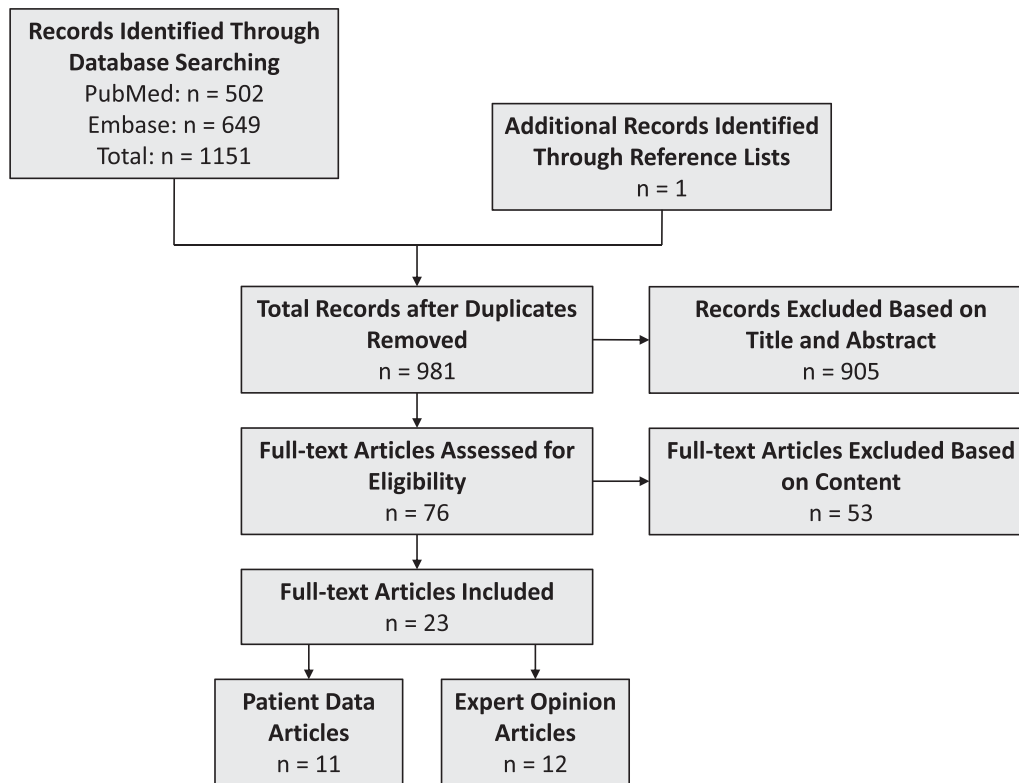 Records Identified Through
Database Searching
PubMed: n = 502
Embase: n = 649
Total: n = 1151
Additional Records Identified
Through Reference Lists
n = 1
Total Records after Duplicates
Removed
n = 981
Records Excluded Based on
Title and Abstract
n = 905
Full-text Articles Assessed for
Eligibility
n = 76
Full-text Articles Excluded Based
on Content
n = 53
Full-text Articles Included
n = 23
Patient Data
Articles
n = 11
Expert Opinion
Articles
n = 12